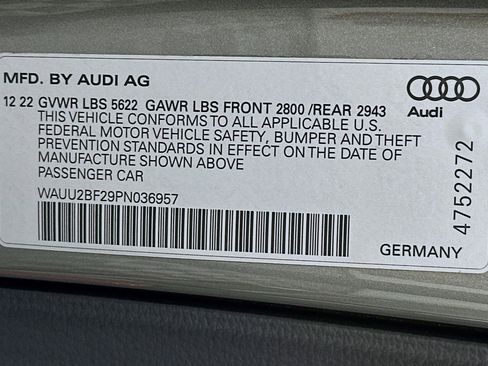 MFD. BY AUDI AG
12 22 GVWR LBS 5622 GAWR LBS FRONT 2800 /REAR 2943
THIS VEHICLE CONFORMS TO ALL APPLICABLE U.S.
FEDERAL MOTOR VEHICLE SAFETY, BUMPER AND THEFT
PREVENTION STANDARDS IN EFFECT ON THE DATE OF
MANUFACTURE SHOWN ABOVE
PASSENGER CAR
WAUU2BF29PN036957
Audi
4752272
GERMANY